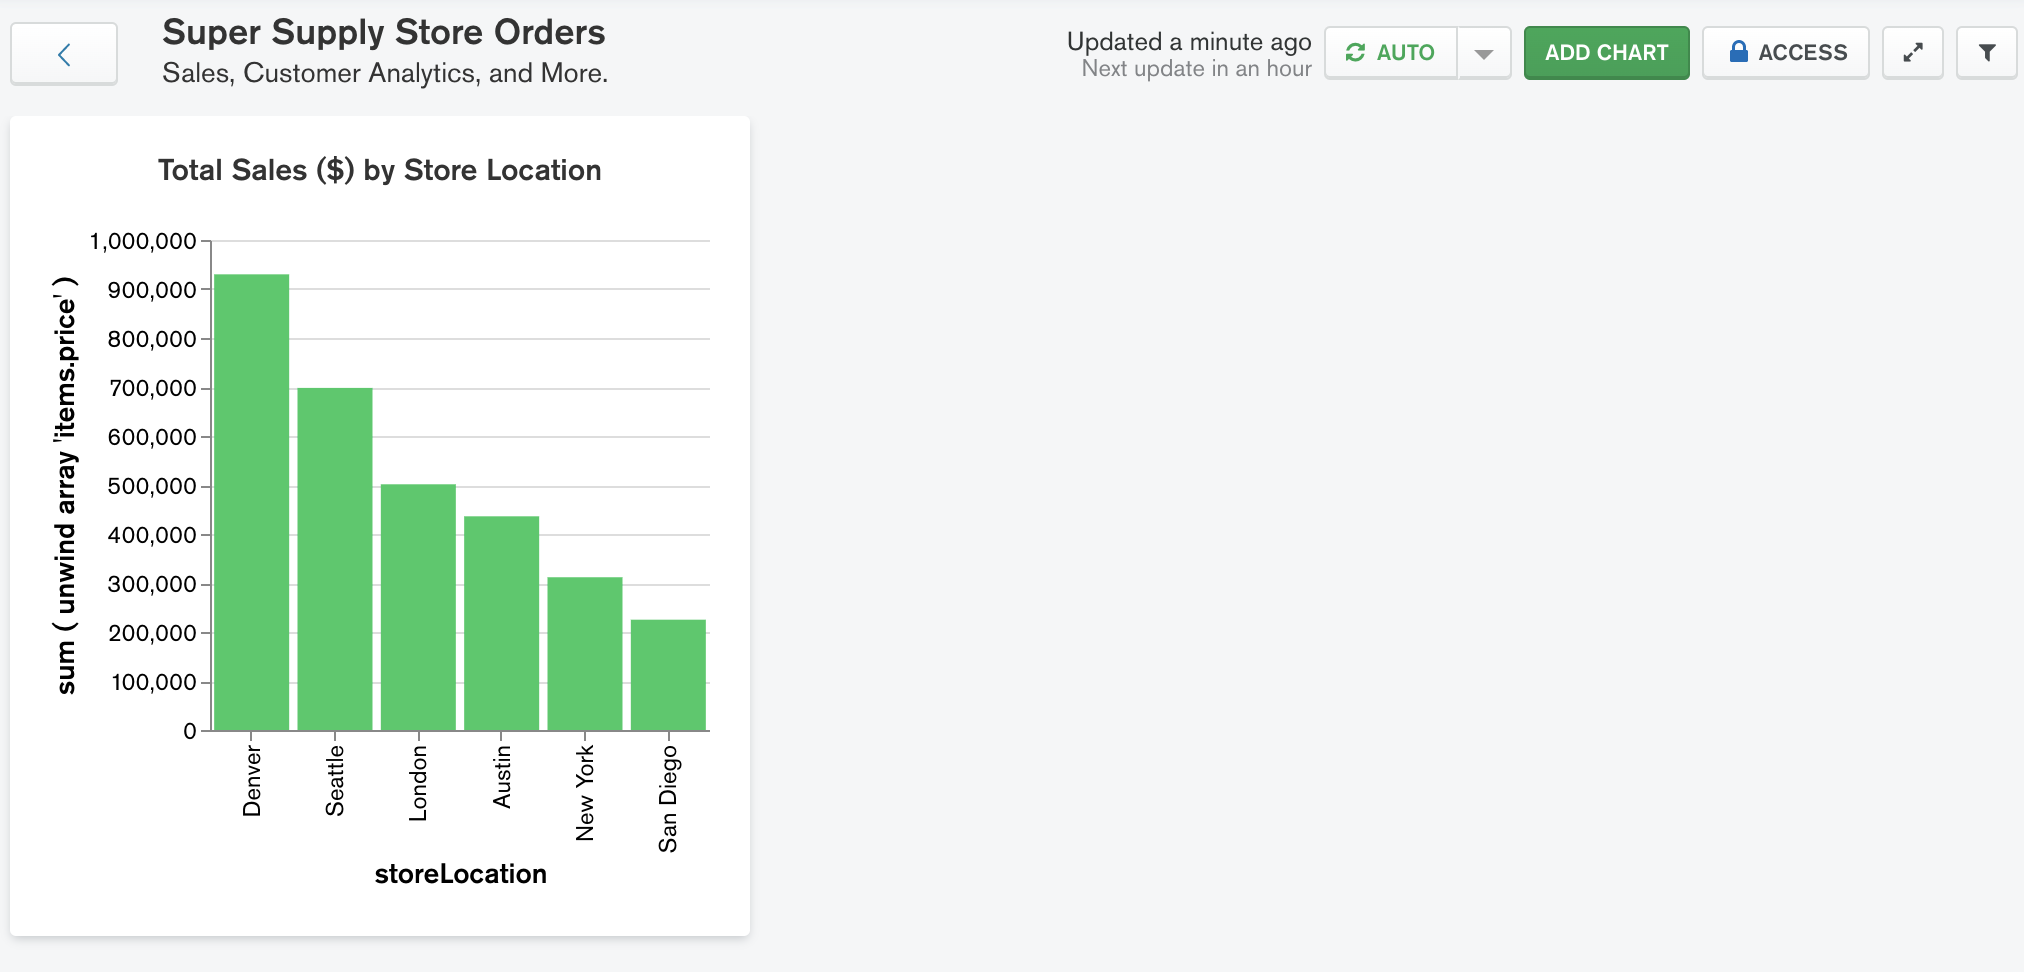 Super Supply Store Orders
Sales, Customer Analytics, and More.
Updated a minute ago
Next update in an hour
AUTO
ADD CHART
ACCESS
Total Sales ($) by Store Location
sum ( unwind array 'items.price' )
1,000,000
900,000
800,000
700,000
600,000
500,000
400,000
300,000
200,000
100,000
0
Denver
Seattle
London
Austin
New York
San Diego
storeLocation